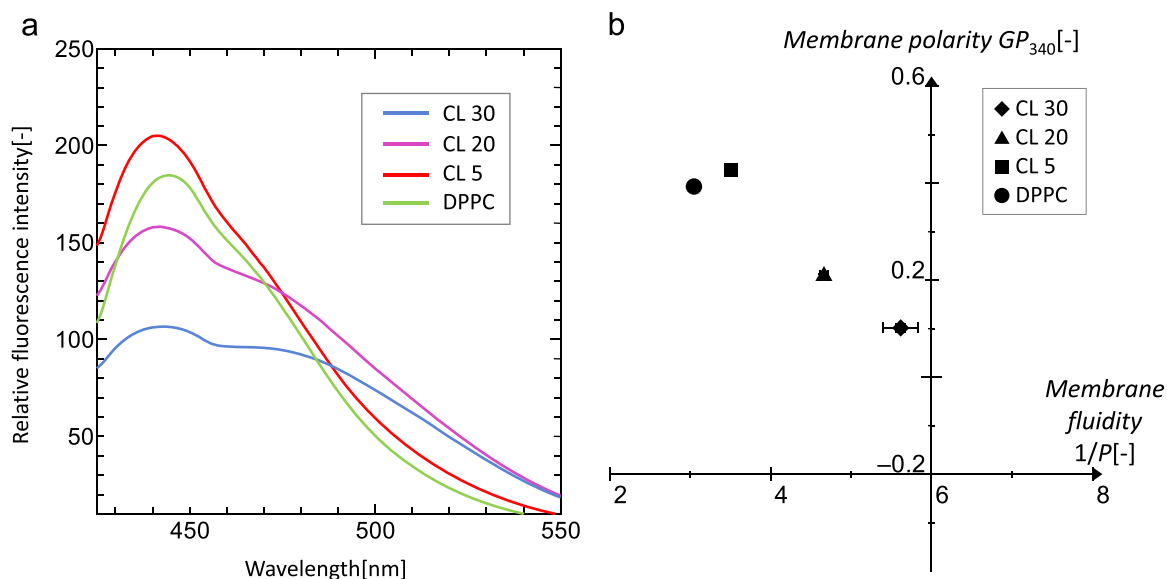 a
250
200
150
100
50
450
500
550
Relative fluorescence intensity[-]
Wavelength[nm]
CL 30
CL 20
CL 5
DPPC
b
Membrane polarity GP340[-]
0.6
0.2
–0.2
CL 30
CL 20
CL 5
DPPC
Membrane
fluidity
1/P[-]
2
4
6
8